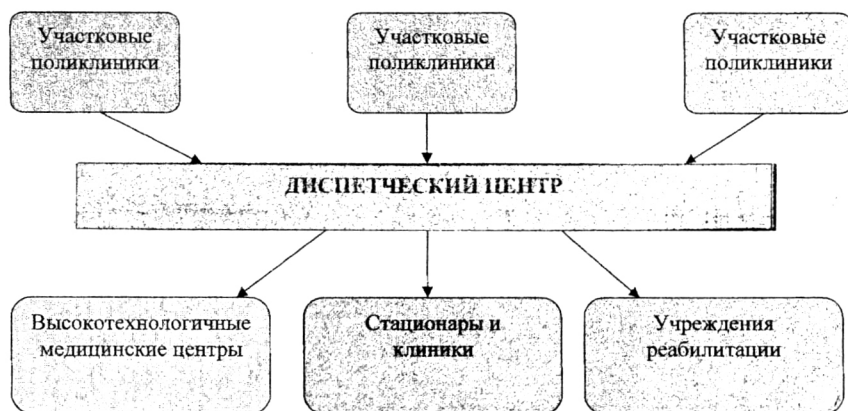 Участковые
поликлиники
Участковые
поликлиники
Участковые
поликлиники
ДИСПЕТЧЕСКИЙ ЦЕНТР
Высокотехнологичные
медицинские центры
Стационары и
клиники
Учреждения
реабилитации